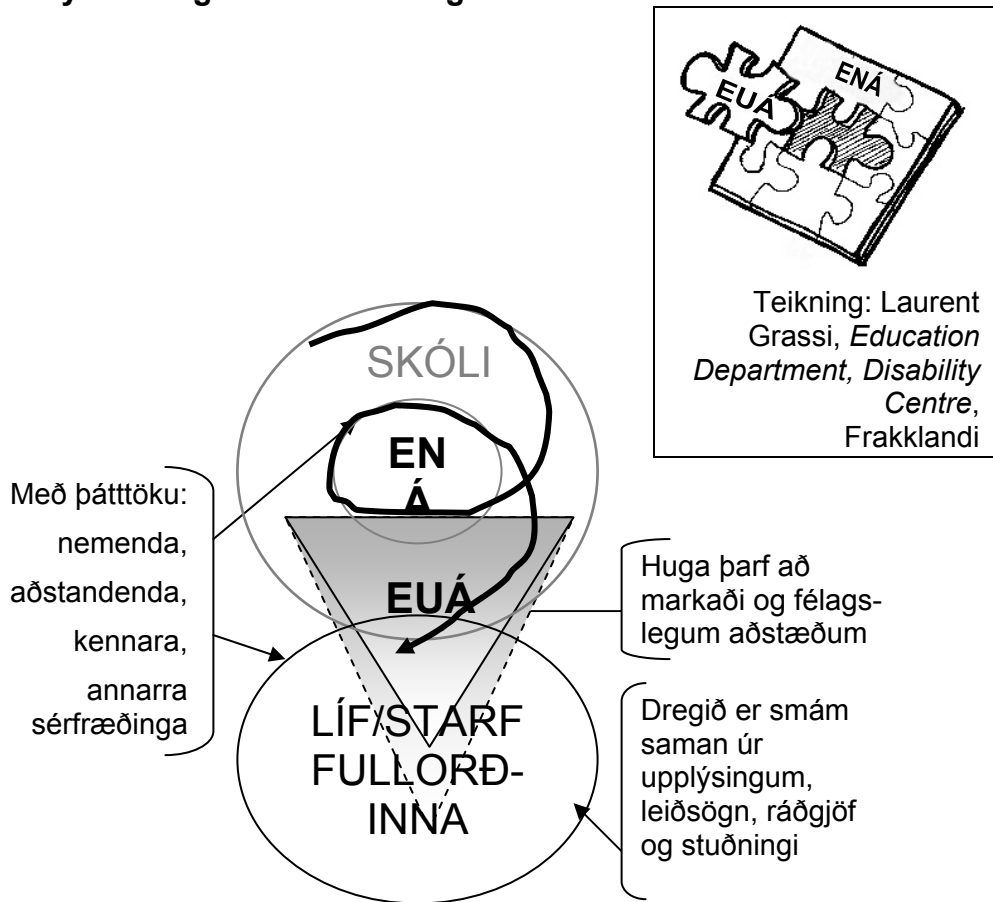 ENÁ
EUÁ
Teikning: Laurent
Grassi, Education
Department, Disability
Centre,
Frakklandi
SKÓLI
EN
Á
EUÁ
LÍF/STARF
FULLORÐ-
INNA
Með þátttöku:
nemenda,
aðstandenda,
kennara,
annarra
sérfræðinga
Huga þarf að
markaði og félags-
legum aðstæðum
Dregið er smám
saman úr
upplýsingum,
leiðsögn, ráðgjöf
og stuðningi